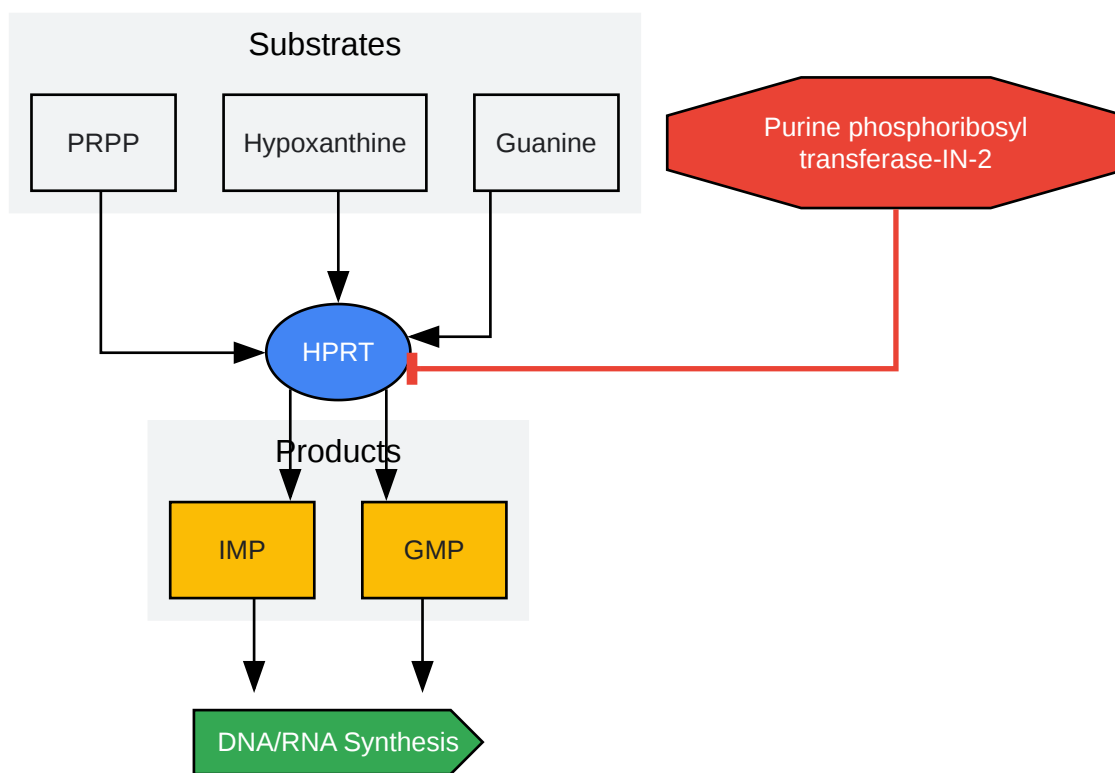 Substrates
PRPP
Hypoxanthine
Guanine
Purine phosphoribosyl
transferase-IN-2
HPRT
Products
IMP
GMP
DNA/RNA Synthesis